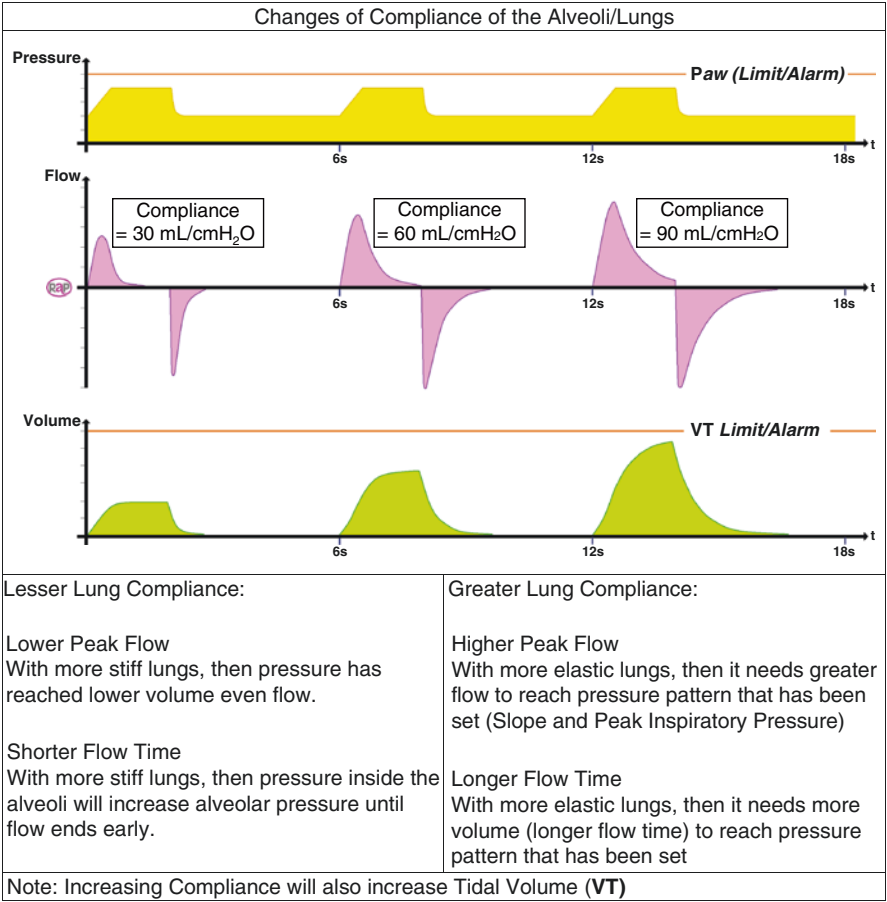 Changes of Compliance of the Alveoli/Lungs
Pressure
Paw (Limit/Alarm)
t
6s
12s
18s
Flow
Compliance
= 30 mL/cmH₂O
Compliance
= 60 mL/cmH2O
Compliance
= 90 mL/cmH2O
RAP
t
6s
12s
18s
Volume
VT Limit/Alarm
t
6s
12s
18s
Lesser Lung Compliance:
Lower Peak Flow
With more stiff lungs, then pressure has
reached lower volume even flow.
Shorter Flow Time
With more stiff lungs, then pressure inside the
alveoli will increase alveolar pressure until
flow ends early.
Greater Lung Compliance:
Higher Peak Flow
With more elastic lungs, then it needs greater
flow to reach pressure pattern that has been
set (Slope and Peak Inspiratory Pressure)
Longer Flow Time
With more elastic lungs, then it needs more
volume (longer flow time) to reach pressure
pattern that has been set
Note: Increasing Compliance will also increase Tidal Volume (VT)